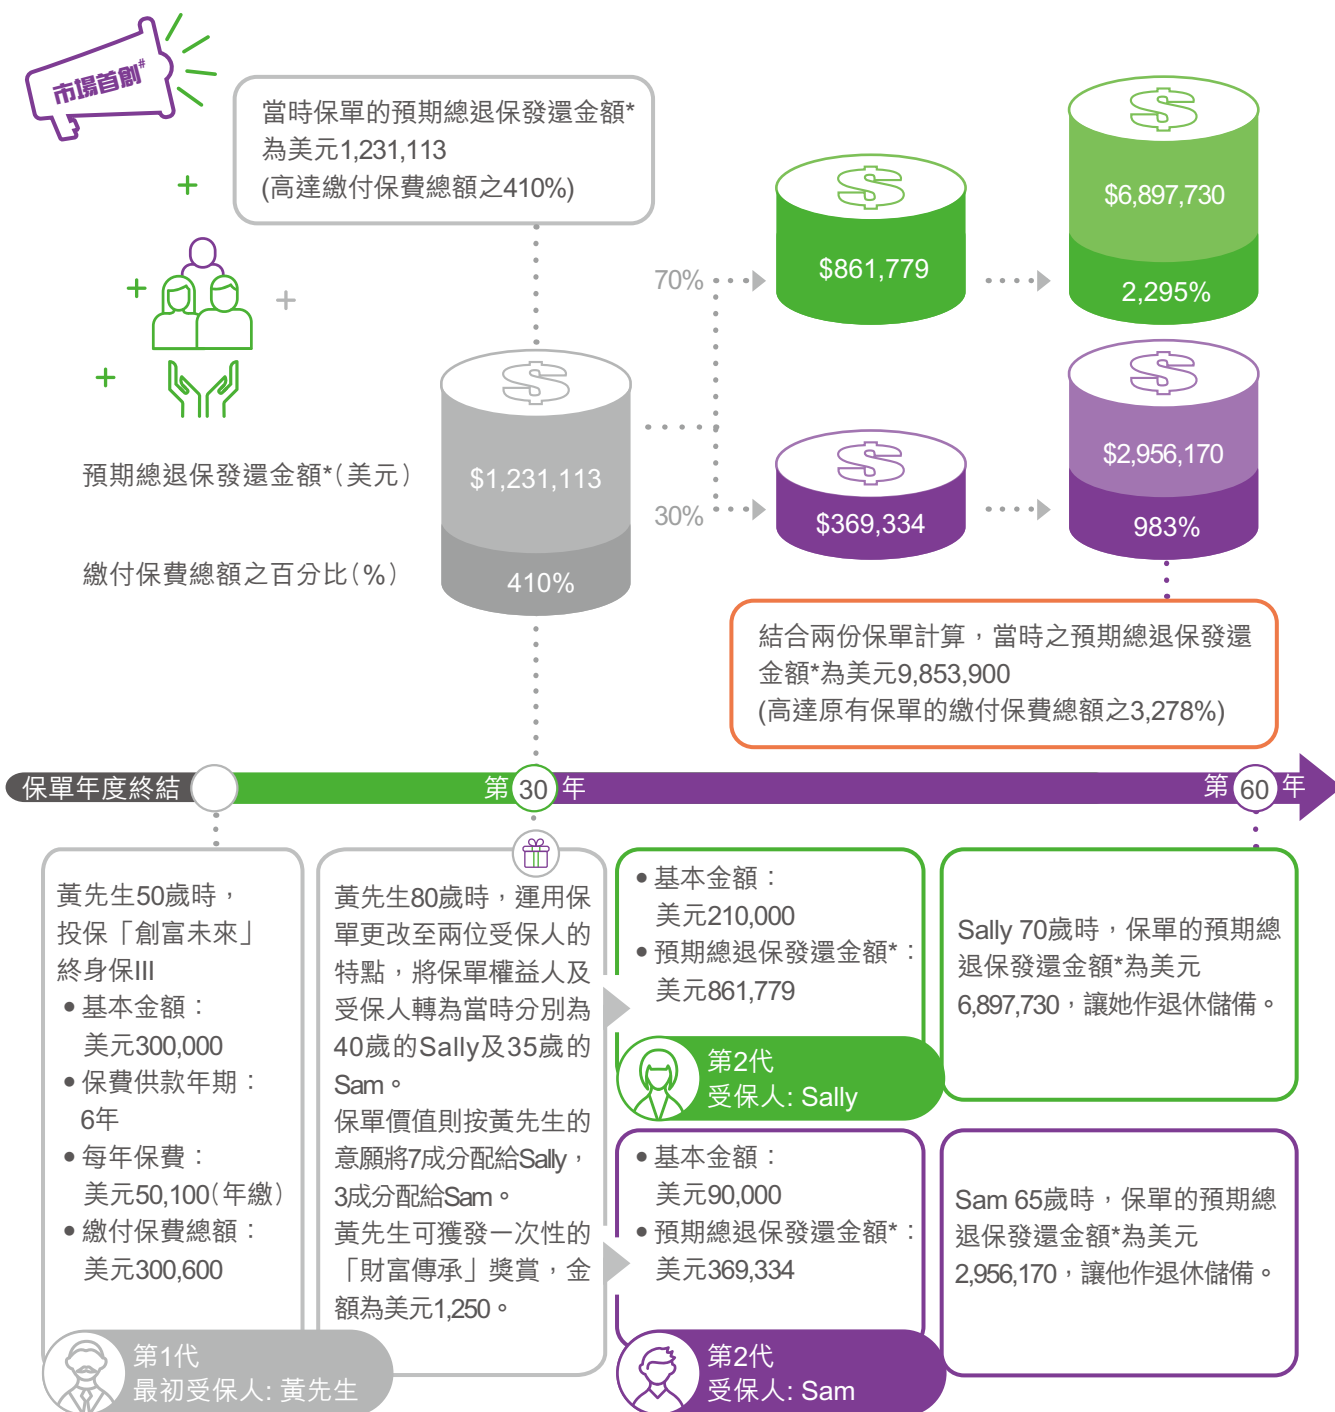 市場首創#
當時保單的預期總退保發還金額*
為美元1,231,113
(高達繳付保費總額之410%)
70%
$861,779
$6,897,730
2,295%
預期總退保發還金額*(美元)
$1,231,113
繳付保費總額之百分比(%)
410%
30%
$369,334
$2,956,170
983%
結合兩份保單計算，當時之預期總退保發還
金額*為美元9,853,900
(高達原有保單的繳付保費總額之3,278%)
保單年度終結
第30年
第60年
黃先生50歲時，
投保「創富未來」
終身保III
• 基本金額：
美元300,000
• 保費供款年期：
6年
• 每年保費：
美元50,100(年繳)
• 繳付保費總額：
美元300,600
第1代
最初受保人: 黃先生
黃先生80歲時，運用保
單更改至兩位受保人的
特點，將保單權益人及
受保人轉為當時分別為
40歲的Sally及35歲的
Sam。
保單價值則按黃先生的
意願將7成分配給Sally，
3成分配給Sam。
黃先生可獲發一次性的
「財富傳承」獎賞，金
額為美元1,250。
• 基本金額：
美元210,000
• 預期總退保發還金額*：
美元861,779
第2代
受保人: Sally
Sally 70歲時，保單的預期總
退保發還金額*為美元
6,897,730，讓她作退休儲備。
• 基本金額：
美元90,000
• 預期總退保發還金額*：
美元369,334
第2代
受保人: Sam
Sam 65歲時，保單的預期總
退保發還金額*為美元
2,956,170，讓他作退休儲備。